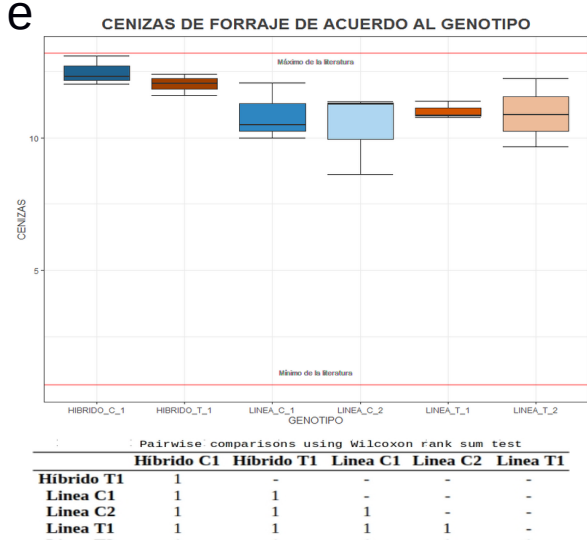 e
CENIZAS DE FORRAJE DE ACUERDO AL GENOTIPO
Máximo de la literatura
10
CENIZAS
5
Mínimo de la literatura
HIBRIDO_C_1 HIBRIDO_T_1 LINEA_C_1 LINEA_C_2 LINEA_T_1 LINEA_T_2
GENOTIPO
Pairwise comparisons using Wilcoxon rank sum test
Híbrido C1 Híbrido T1 Linea C1 Linea C2 Linea T1
Híbrido T1 1 - - - -
Linea C1 1 1 - - -
Linea C2 1 1 1 - -
Linea T1 1 1 1 1 -